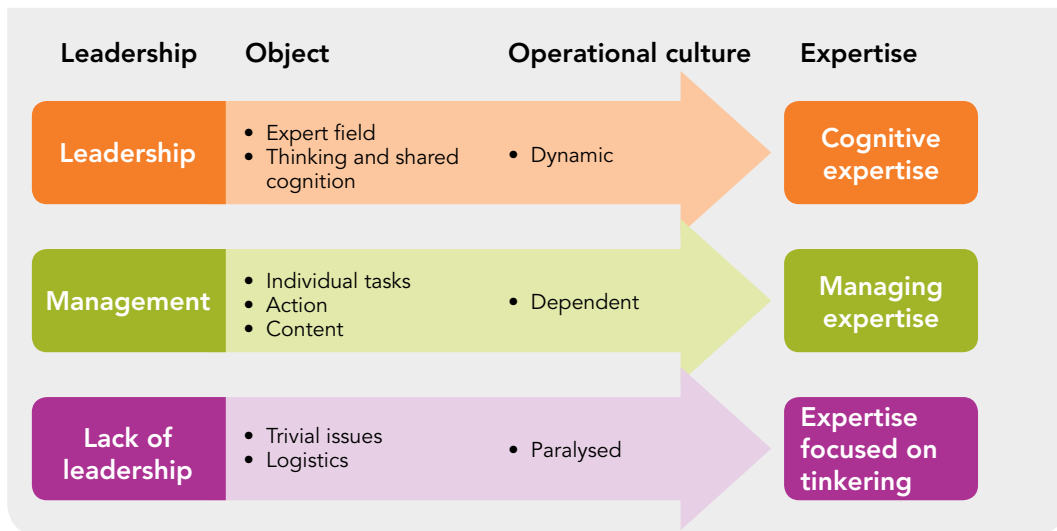 Leadership Object Operational culture Expertise
Leadership
• Expert field
• Thinking and shared
cognition
• Dynamic
Cognitive
expertise
Management
• Individual tasks
• Action
• Content
• Dependent
Managing
expertise
Lack of
leadership
• Trivial issues
• Logistics
• Paralysed
Expertise
focused on
tinkering